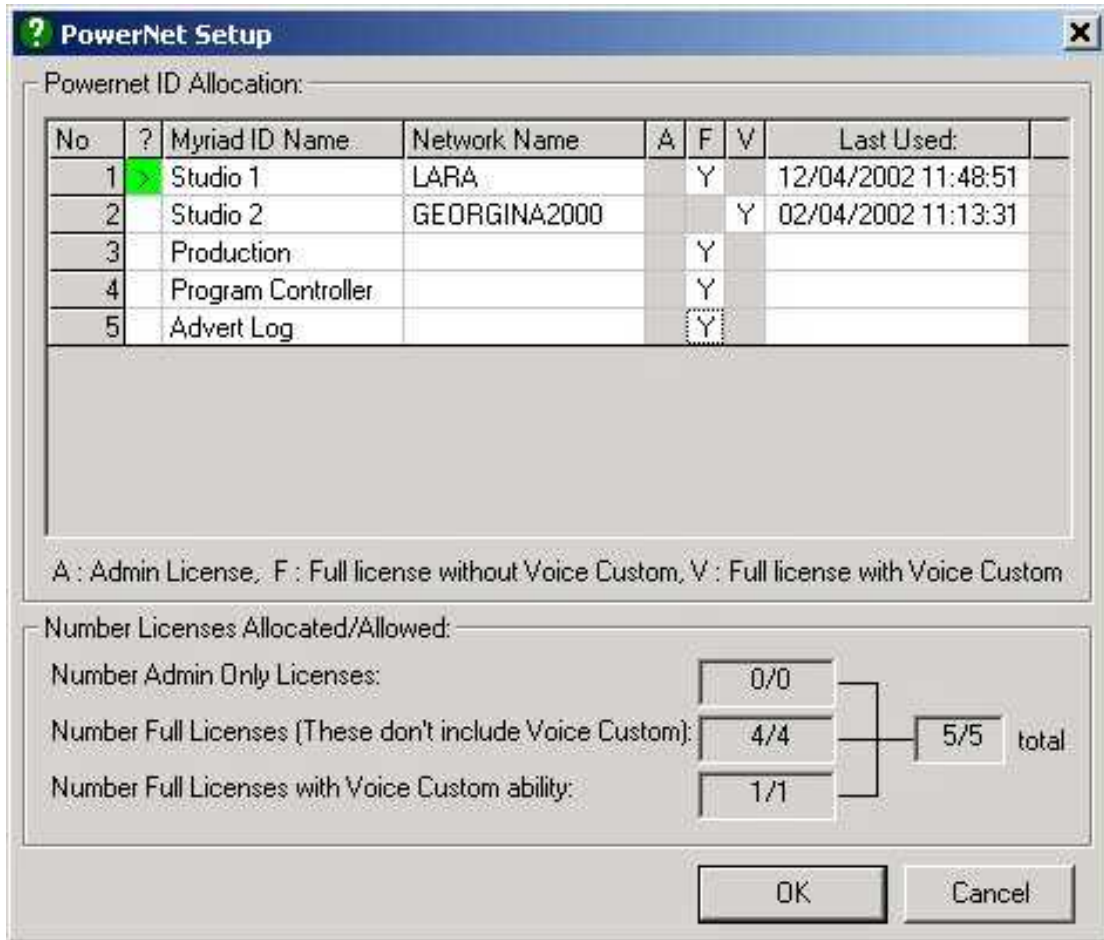 ? PowerNet Setup
Powernet ID Allocation:
No ? Myriad ID Name Network Name A F V Last Used:
1 > Studio 1 LARA Y 12/04/2002 11:48:51
2 Studio 2 GEORGINA2000 Y 02/04/2002 11:13:31
3 Production Y
4 Program Controller Y
5 Advert Log Y
A : Admin License, F : Full license without Voice Custom, V : Full license with Voice Custom
Number Licenses Allocated/Allowed:
Number Admin Only Licenses: 0/0
Number Full Licenses (These don't include Voice Custom): 4/4 5/5 total
Number Full Licenses with Voice Custom ability: 1/1
OK Cancel